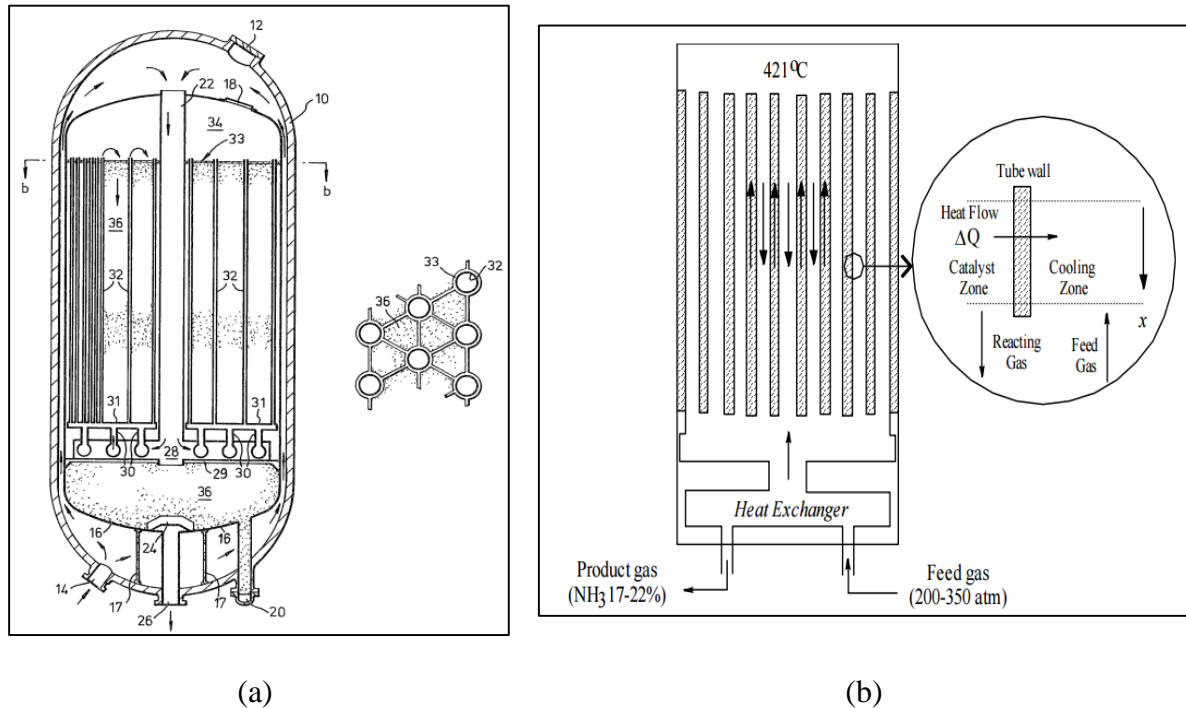 12
22
18
10
34
33
b
b
36
32
32
33
32
36
31
31
30
28
30
29
36
16
24
16
14
17
26
17
20
(a)
421⁰C
Tube wall
Heat Flow
ΔQ
Catalyst
Zone
Cooling
Zone
x
Reacting
Gas
Feed
Gas
Heat Exchanger
Product gas
(NH3 17-22%)
Feed gas
(200-350 atm)
(b)